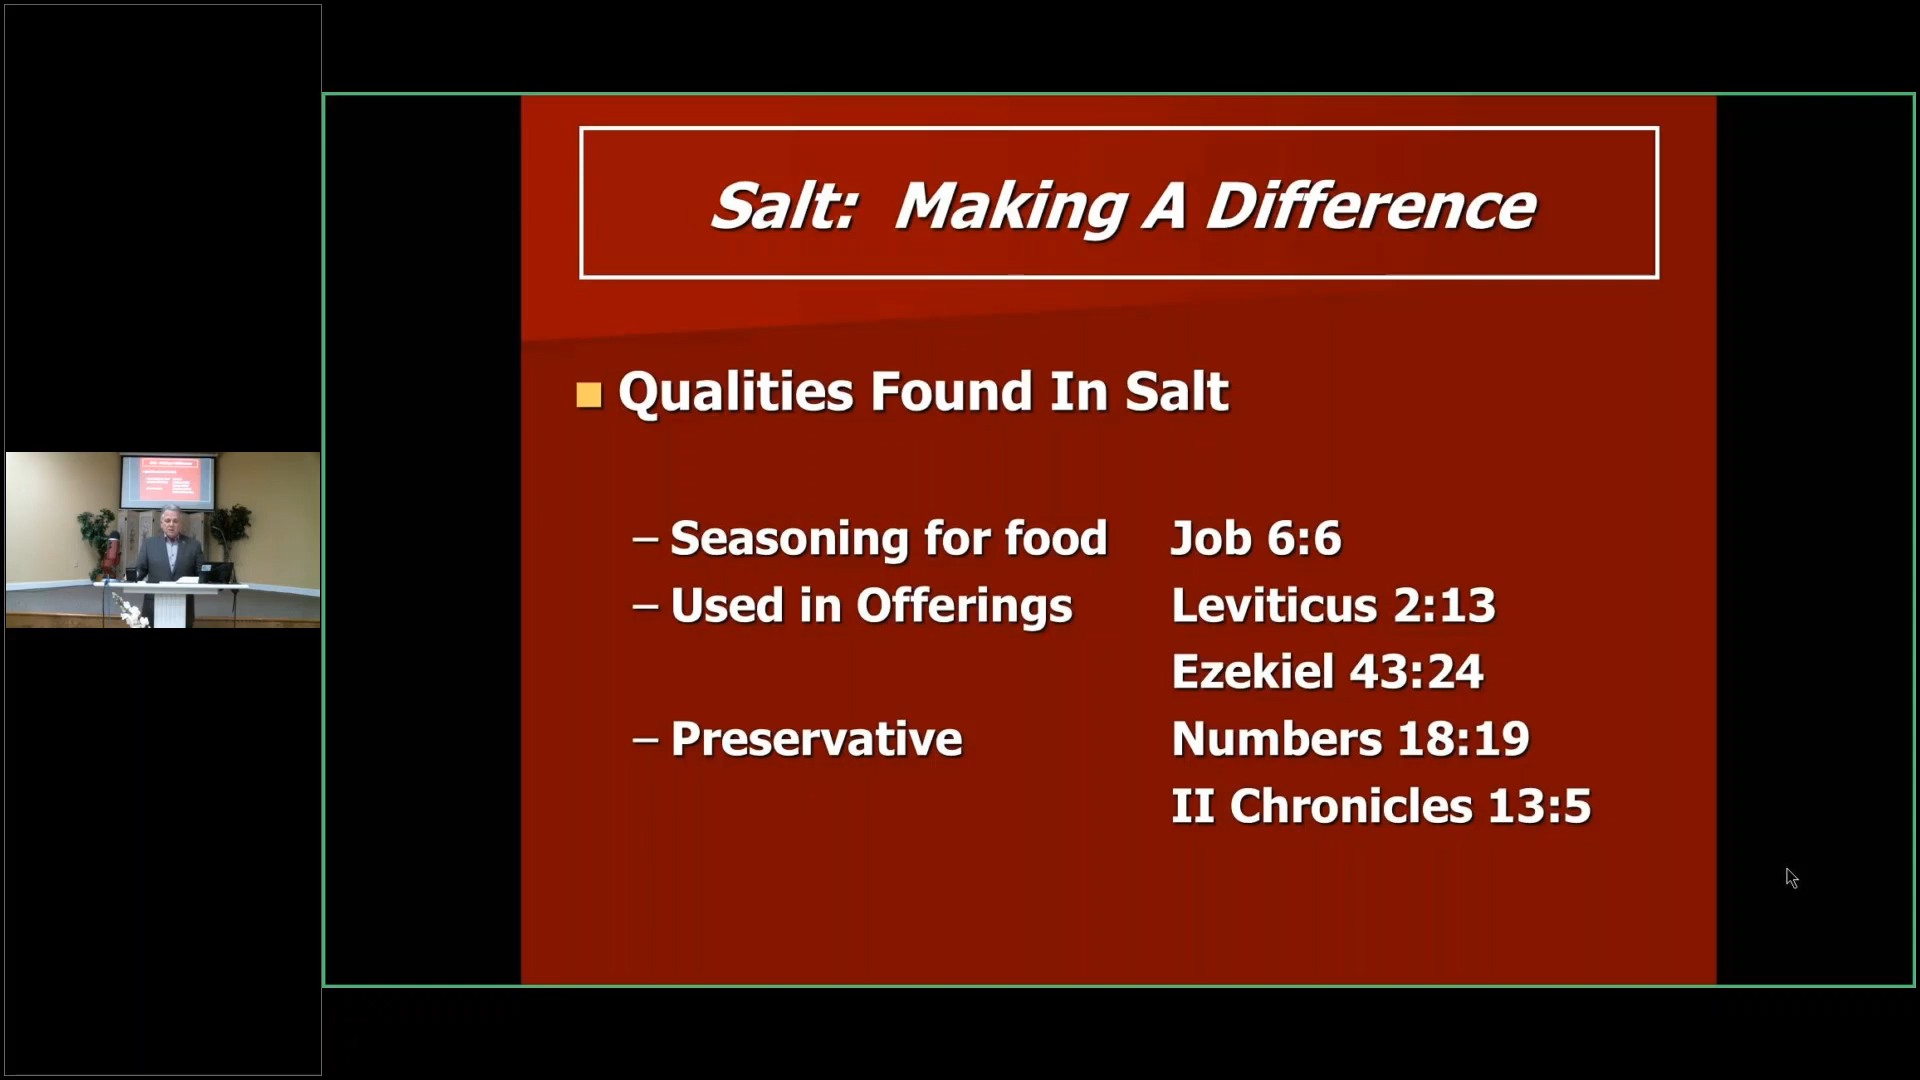 Salt: Making A Difference
Qualities Found In Salt
– Seasoning for food Job 6:6
– Used in Offerings Leviticus 2:13
Ezekiel 43:24
– Preservative Numbers 18:19
II Chronicles 13:5